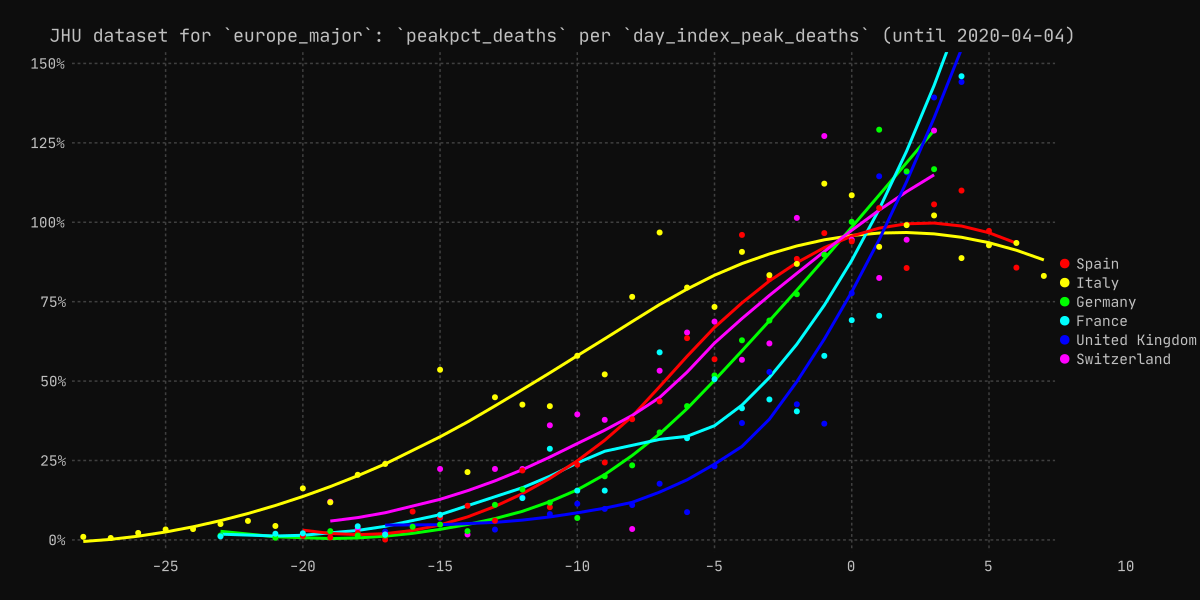 JHU dataset for `europe_major`: `peakpct_deaths` per `day_index_peak_deaths` (until 2020-04-04)
150%
125%
100%
75%
50%
25%
0%
-25 -20 -15 -10 -5 0 5 10
Spain
Italy
Germany
France
United Kingdom
Switzerland